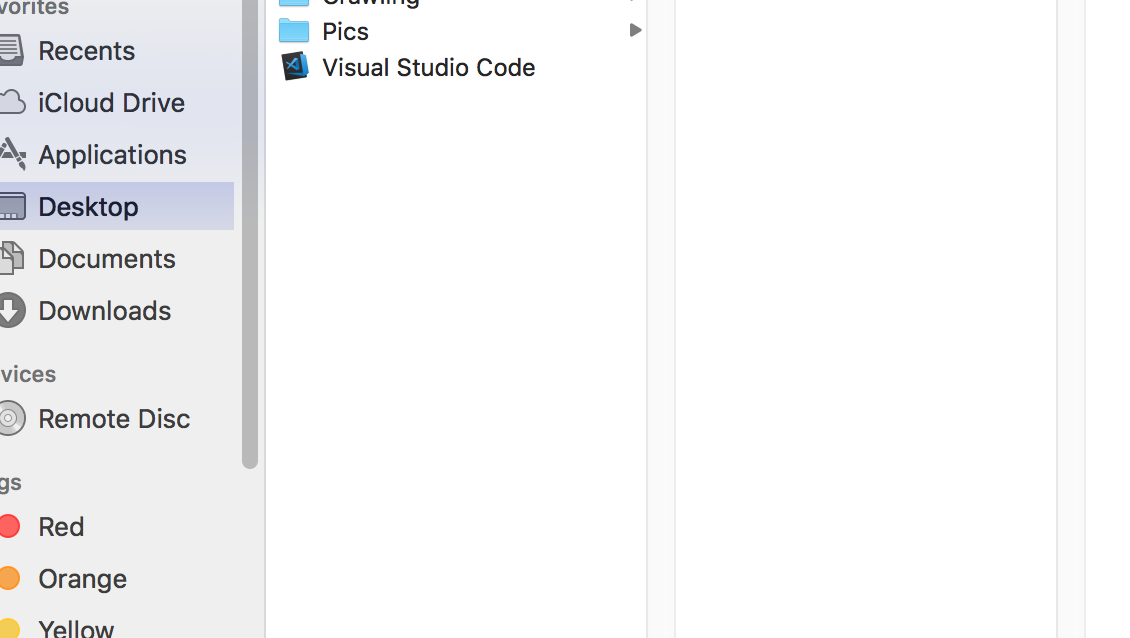 vorites
Recents
iCloud Drive
Applications
Desktop
Documents
Downloads
vices
Remote Disc
gs
Red
Orange
Yellow
Crawling
Pics
Visual Studio Code